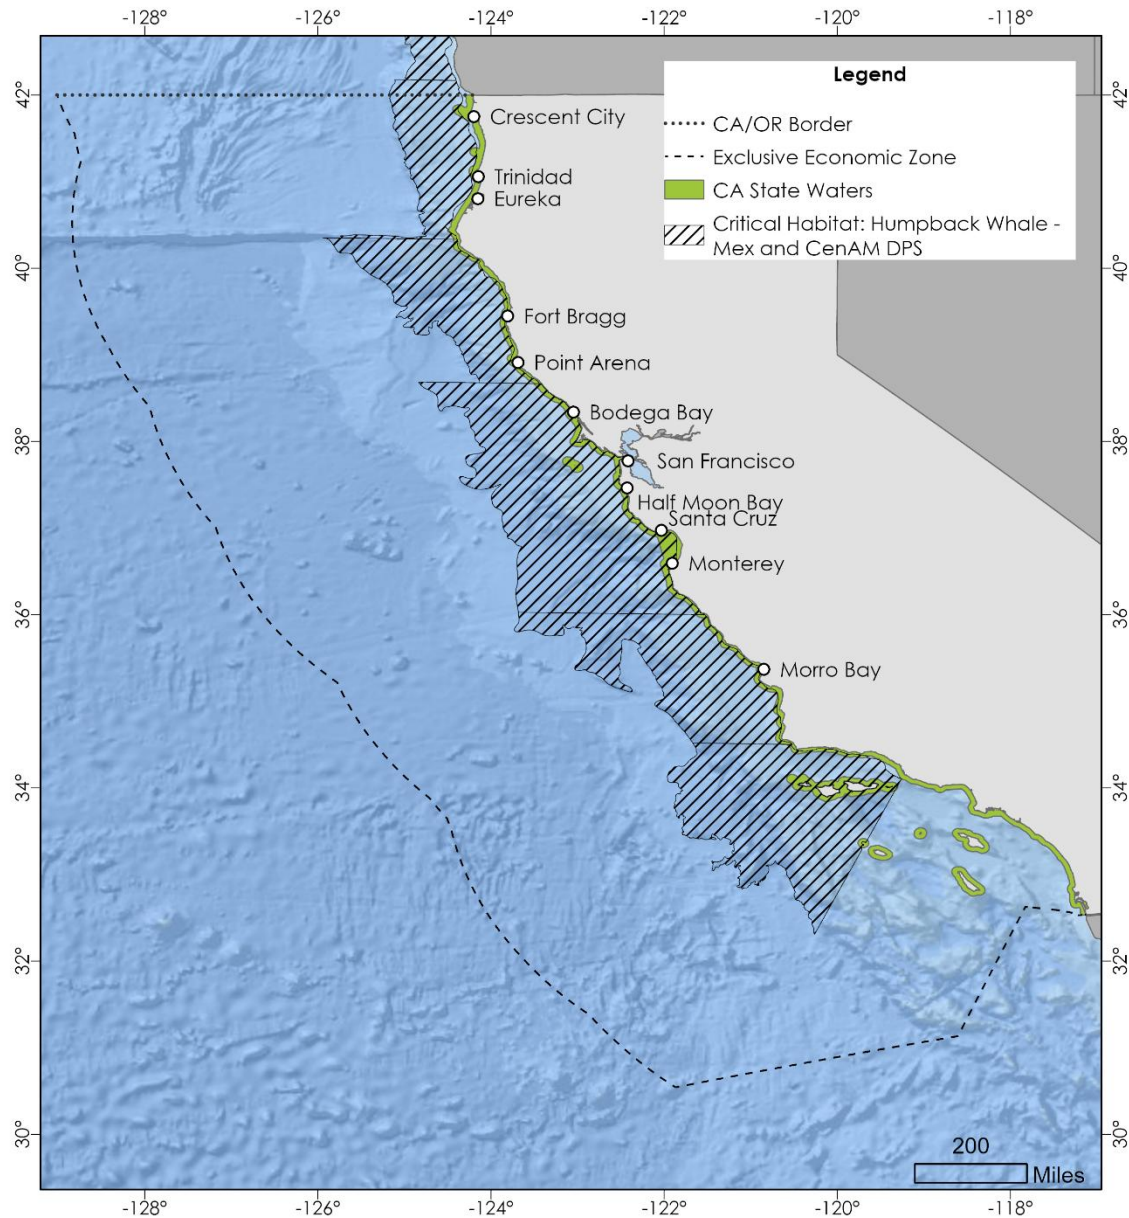 -128° -126° -124° -122° -120° -118°
Legend
CA/OR Border
Exclusive Economic Zone
CA State Waters
Critical Habitat: Humpback Whale -
Mex and CenAM DPS
42° 42°
Crescent City
Trinidad
Eureka
40° 40°
Fort Bragg
Point Arena
Bodega Bay
38° 38°
San Francisco
Half Moon Bay
Santa Cruz
Monterey
36° 36°
Morro Bay
34° 34°
32° 32°
30° 30°
200
Miles
-128° -126° -124° -122° -120° -118°